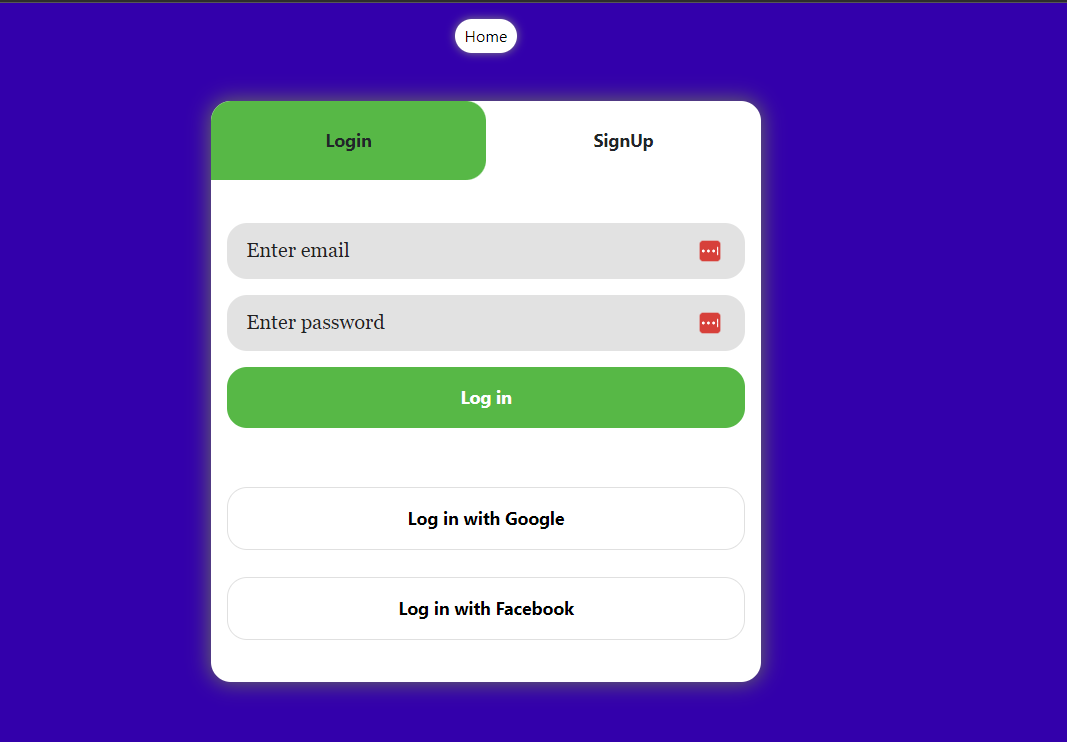 Home
Login
SignUp
Enter email
Enter password
Log in
Log in with Google
Log in with Facebook